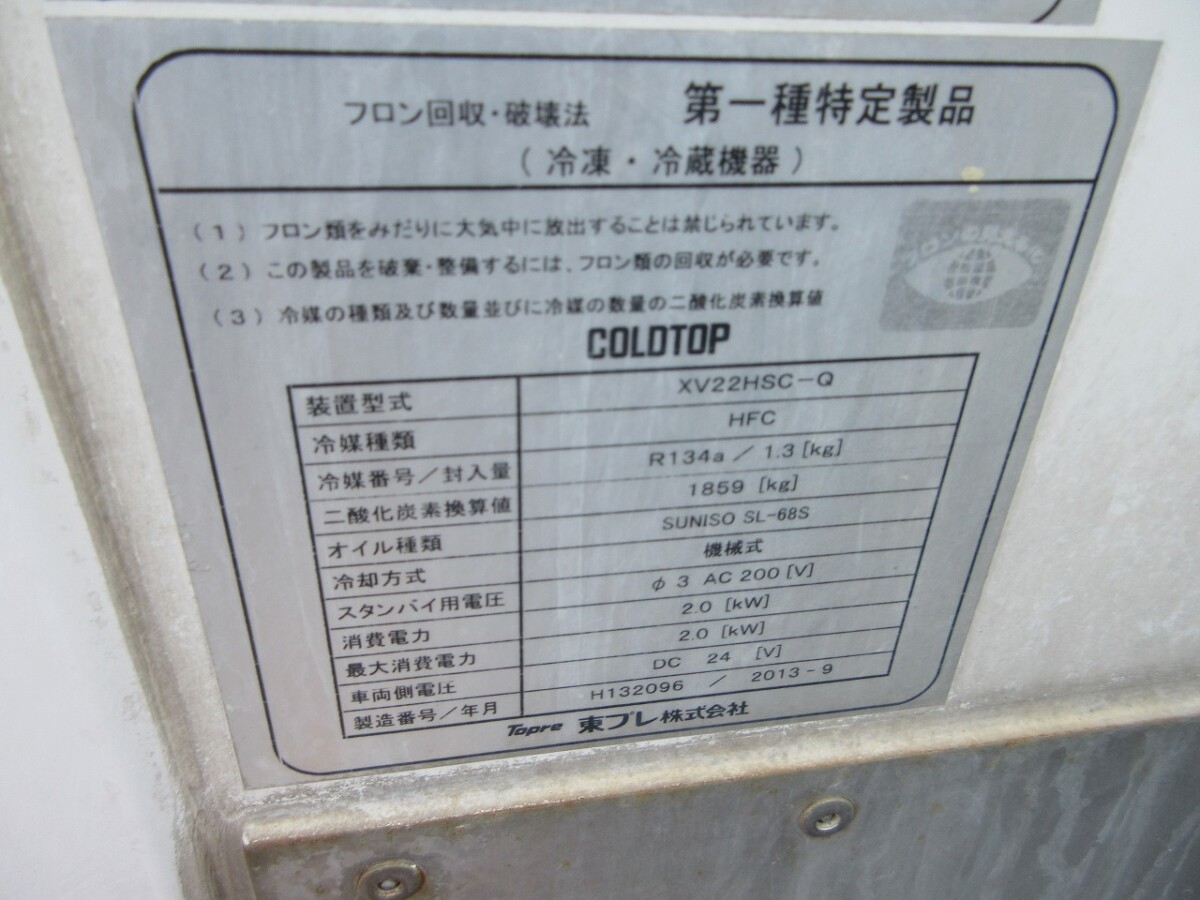 フロン回収・破壊法 第一種特定製品
（冷凍・冷蔵機器）
（1）フロン類をみだりに大気中に放出することは禁じられています。
（2）この製品を破棄・整備するには、フロン類の回収が必要です。
（3）冷媒の種類及び数量並びに冷媒の数量の二酸化炭素換算値
COLDTOP
装置型式 XV22HSC-Q
冷媒種類 HFC
冷媒番号／封入量 R134a ／ 1.3 [kg]
二酸化炭素換算値 1859 [kg]
オイル種類 SUNISO SL-68S
冷却方式 機械式
スタンバイ用電圧 φ 3 AC 200 [V]
消費電力 2.0 [kW]
最大消費電力 2.0 [kW]
車両側電圧 DC 24 [V]
製造番号／年月 H132096 ／ 2013-9
Topre 東プレ株式会社